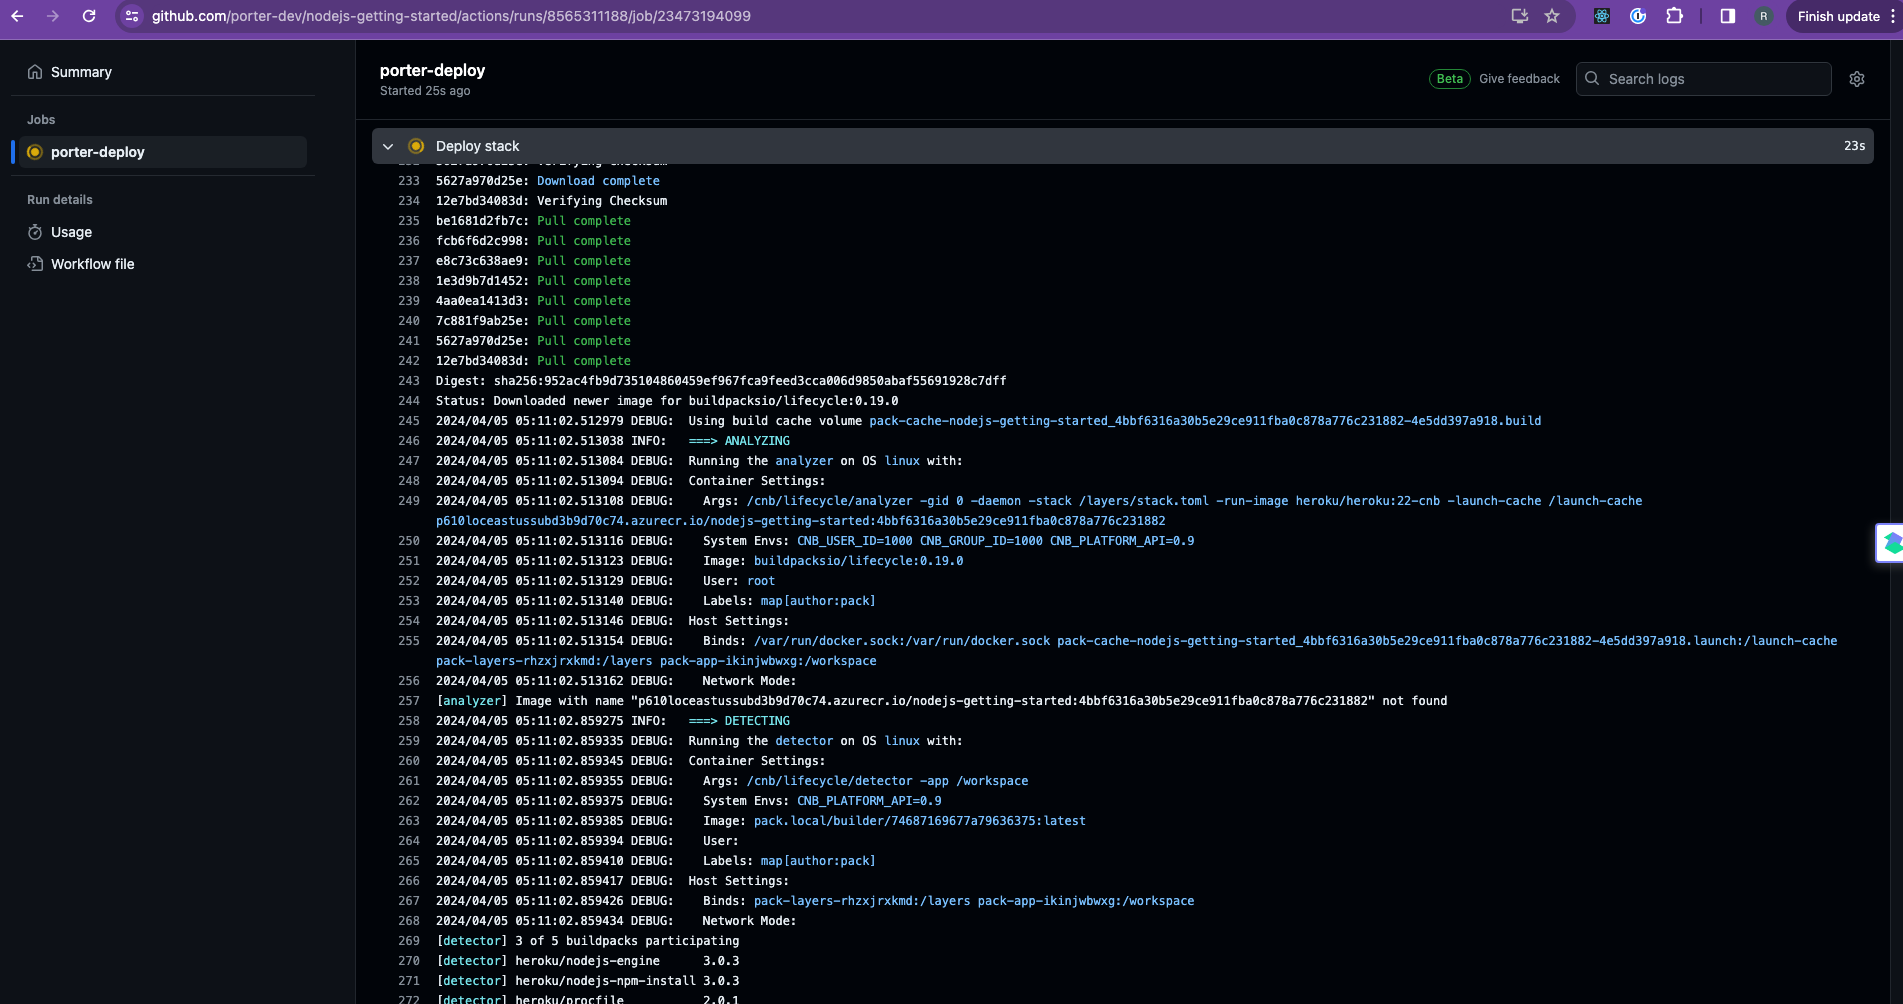 github.com/porter-dev/nodejs-getting-started/actions/runs/8565311188/job/23473194099
R
Finish update
Summary
Jobs
porter-deploy
Run details
Usage
Workflow file
porter-deploy
Started 25s ago
Beta
Give feedback
Search logs
Deploy stack
23s
233 5627a970d25e: Download complete
234 12e7bd34083d: Verifying Checksum
235 be1681d2fb7c: Pull complete
236 fcb6f6d2c998: Pull complete
237 e8c73c638ae9: Pull complete
238 1e3d9b7d1452: Pull complete
239 4aa0ea1413d3: Pull complete
240 7c881f9ab25e: Pull complete
241 5627a970d25e: Pull complete
242 12e7bd34083d: Pull complete
243 Digest: sha256:952ac4fb9d735104860459ef967fca9feed3cca006d9850abaf55691928c7dff
244 Status: Downloaded newer image for buildpacksio/lifecycle:0.19.0
245 2024/04/05 05:11:02.512979 DEBUG: Using build cache volume pack-cache-nodejs-getting-started_4bbf6316a30b5e29ce911fba0c878a776c231882-4e5dd397a918.build
246 2024/04/05 05:11:02.513038 INFO: ===> ANALYZING
247 2024/04/05 05:11:02.513084 DEBUG: Running the analyzer on OS linux with:
248 2024/04/05 05:11:02.513094 DEBUG: Container Settings:
249 2024/04/05 05:11:02.513108 DEBUG: Args: /cnb/lifecycle/analyzer -gid 0 -daemon -stack /layers/stack.toml -run-image heroku/heroku:22-cnb -launch-cache /launch-cache
p610loceastussubd3b9d70c74.azurecr.io/nodejs-getting-started:4bbf6316a30b5e29ce911fba0c878a776c231882
250 2024/04/05 05:11:02.513116 DEBUG: System Envs: CNB_USER_ID=1000 CNB_GROUP_ID=1000 CNB_PLATFORM_API=0.9
251 2024/04/05 05:11:02.513123 DEBUG: Image: buildpacksio/lifecycle:0.19.0
252 2024/04/05 05:11:02.513129 DEBUG: User: root
253 2024/04/05 05:11:02.513140 DEBUG: Labels: map[author:pack]
254 2024/04/05 05:11:02.513146 DEBUG: Host Settings:
255 2024/04/05 05:11:02.513154 DEBUG: Binds: /var/run/docker.sock:/var/run/docker.sock pack-cache-nodejs-getting-started_4bbf6316a30b5e29ce911fba0c878a776c231882-4e5dd397a918.launch:/launch-cache
pack-layers-rhzxjrxkmd:/layers pack-app-ikinjwbwxg:/workspace
256 2024/04/05 05:11:02.513162 DEBUG: Network Mode:
257 [analyzer] Image with name "p610loceastussubd3b9d70c74.azurecr.io/nodejs-getting-started:4bbf6316a30b5e29ce911fba0c878a776c231882" not found
258 2024/04/05 05:11:02.859275 INFO: ===> DETECTING
259 2024/04/05 05:11:02.859335 DEBUG: Running the detector on OS linux with:
260 2024/04/05 05:11:02.859345 DEBUG: Container Settings:
261 2024/04/05 05:11:02.859355 DEBUG: Args: /cnb/lifecycle/detector -app /workspace
262 2024/04/05 05:11:02.859375 DEBUG: System Envs: CNB_PLATFORM_API=0.9
263 2024/04/05 05:11:02.859385 DEBUG: Image: pack.local/builder/74687169677a79636375:latest
264 2024/04/05 05:11:02.859394 DEBUG: User:
265 2024/04/05 05:11:02.859410 DEBUG: Labels: map[author:pack]
266 2024/04/05 05:11:02.859417 DEBUG: Host Settings:
267 2024/04/05 05:11:02.859426 DEBUG: Binds: pack-layers-rhzxjrxkmd:/layers pack-app-ikinjwbwxg:/workspace
268 2024/04/05 05:11:02.859434 DEBUG: Network Mode:
269 [detector] 3 of 5 buildpacks participating
270 [detector] heroku/nodejs-engine 3.0.3
271 [detector] heroku/nodejs-npm-install 3.0.3
272 [detector] heroku/procfile 2.0.1